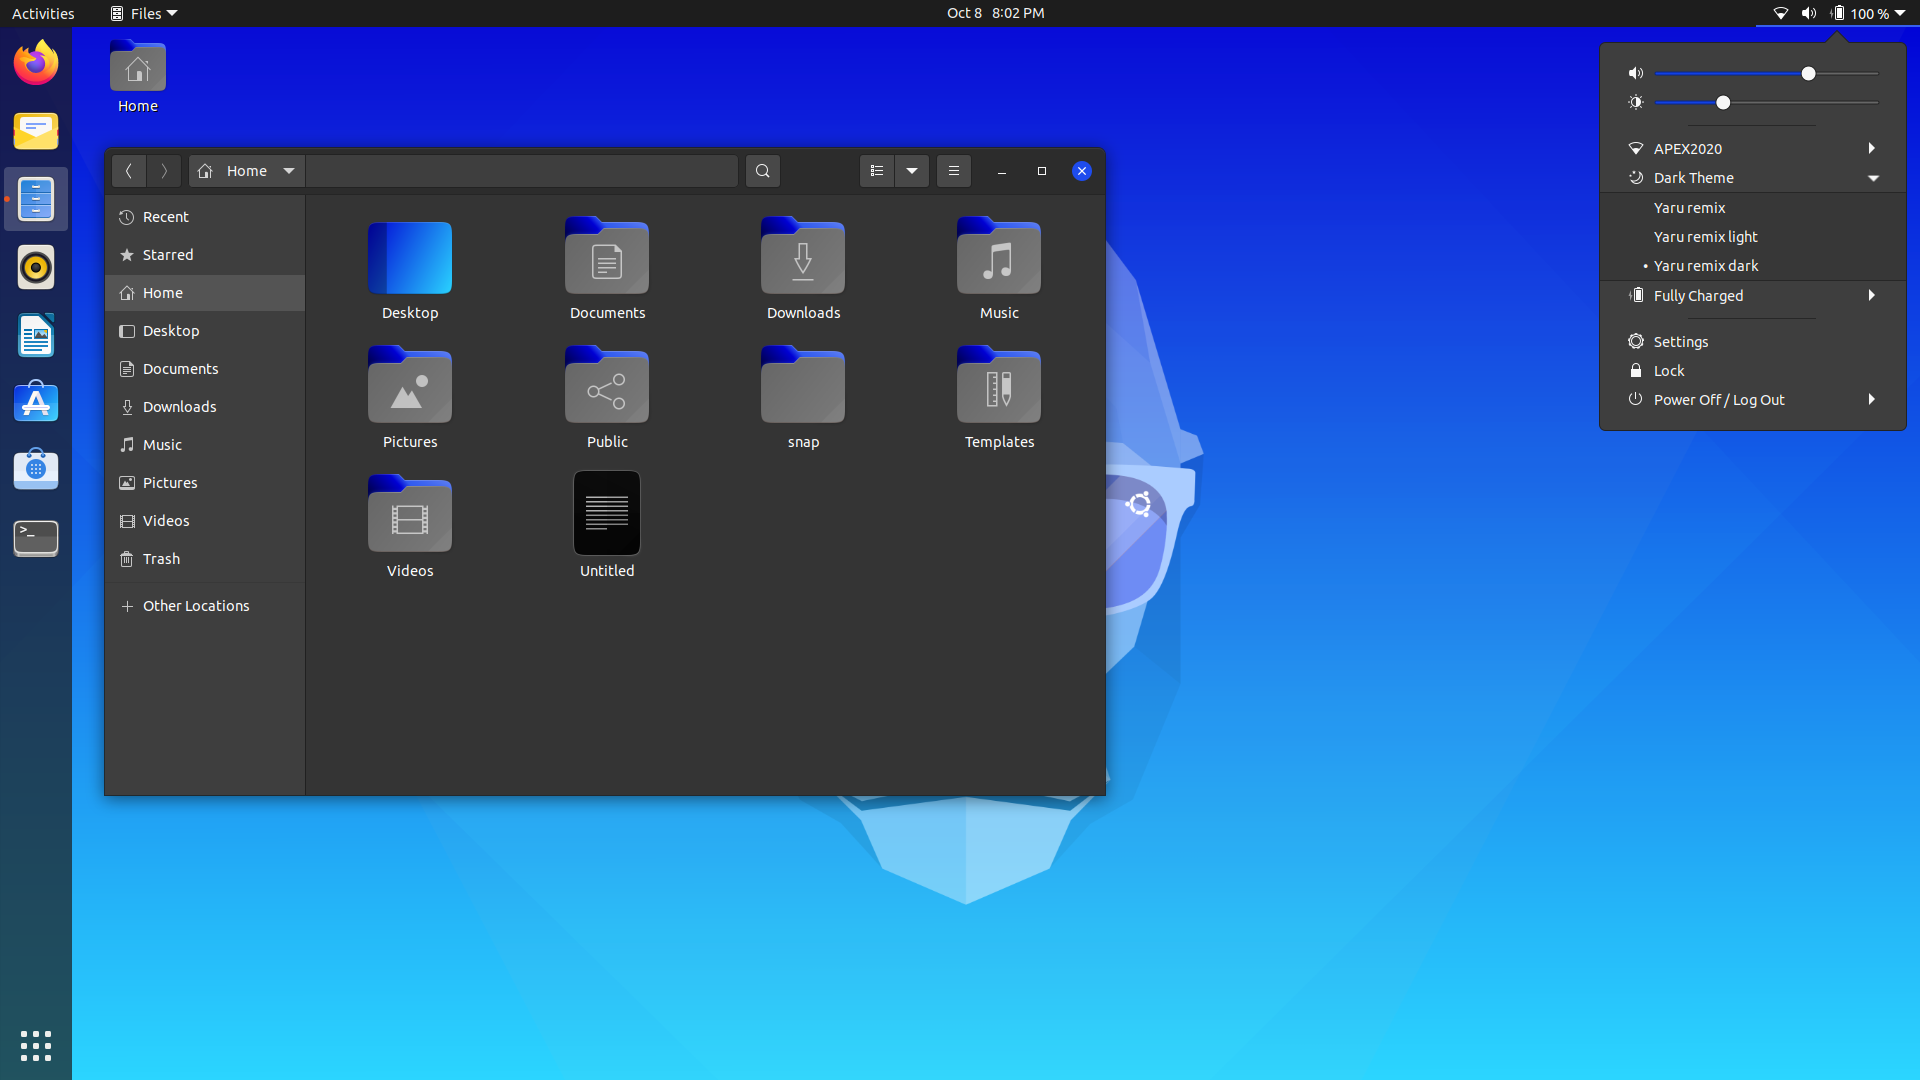 Activities
Files
Oct 8 8:02 PM
100 %
Home
Home
Recent
Starred
Home
Desktop
Documents
Downloads
Music
Pictures
Videos
Trash
Other Locations
Desktop
Documents
Downloads
Music
Pictures
Public
snap
Templates
Videos
Untitled
APEX2020
Dark Theme
Yaru remix
Yaru remix light
• Yaru remix dark
Fully Charged
Settings
Lock
Power Off / Log Out
>_